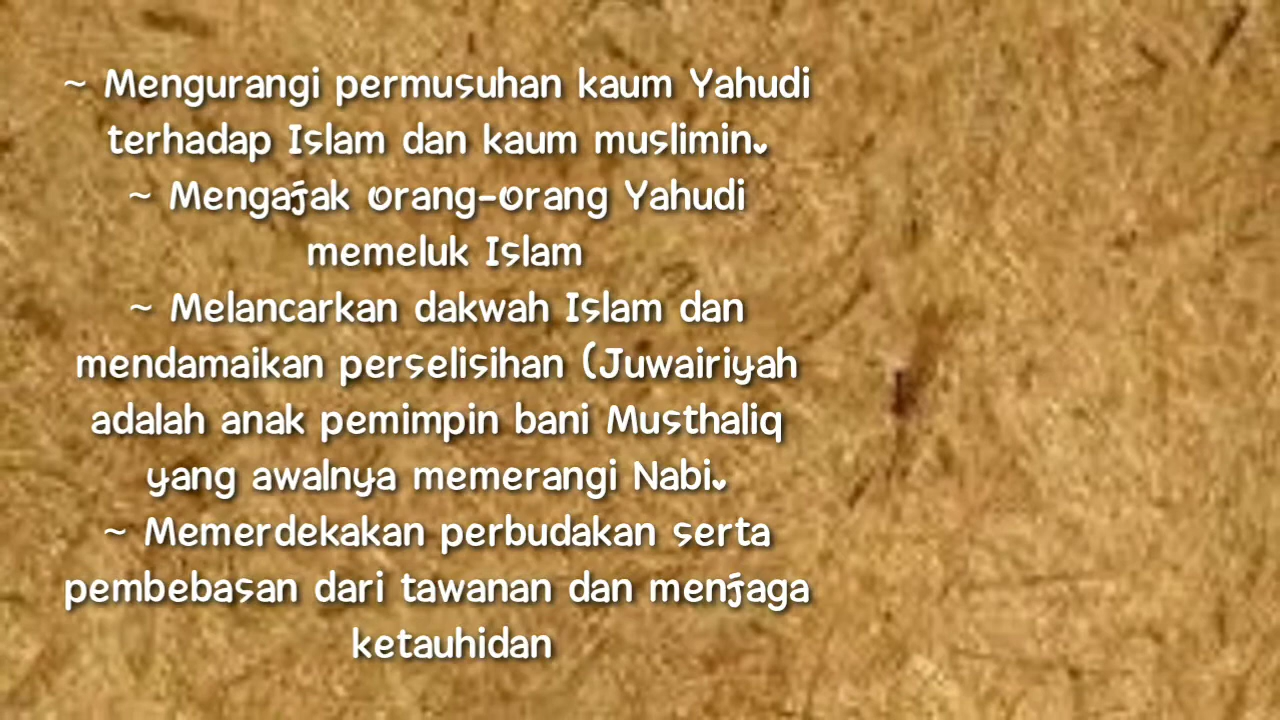 ~ Mengurangi permusuhan kaum Yahudi
terhadap Islam dan kaum muslimin.
~ Mengajak orang-orang Yahudi
memeluk Islam
~ Melancarkan dakwah Islam dan
mendamaikan perselisihan (Juwairiyah
adalah anak pemimpin bani Musthaliq
yang awalnya memerangi Nabi.
~ Memerdekakan perbudakan serta
pembebasan dari tawanan dan menjaga
ketauhidan